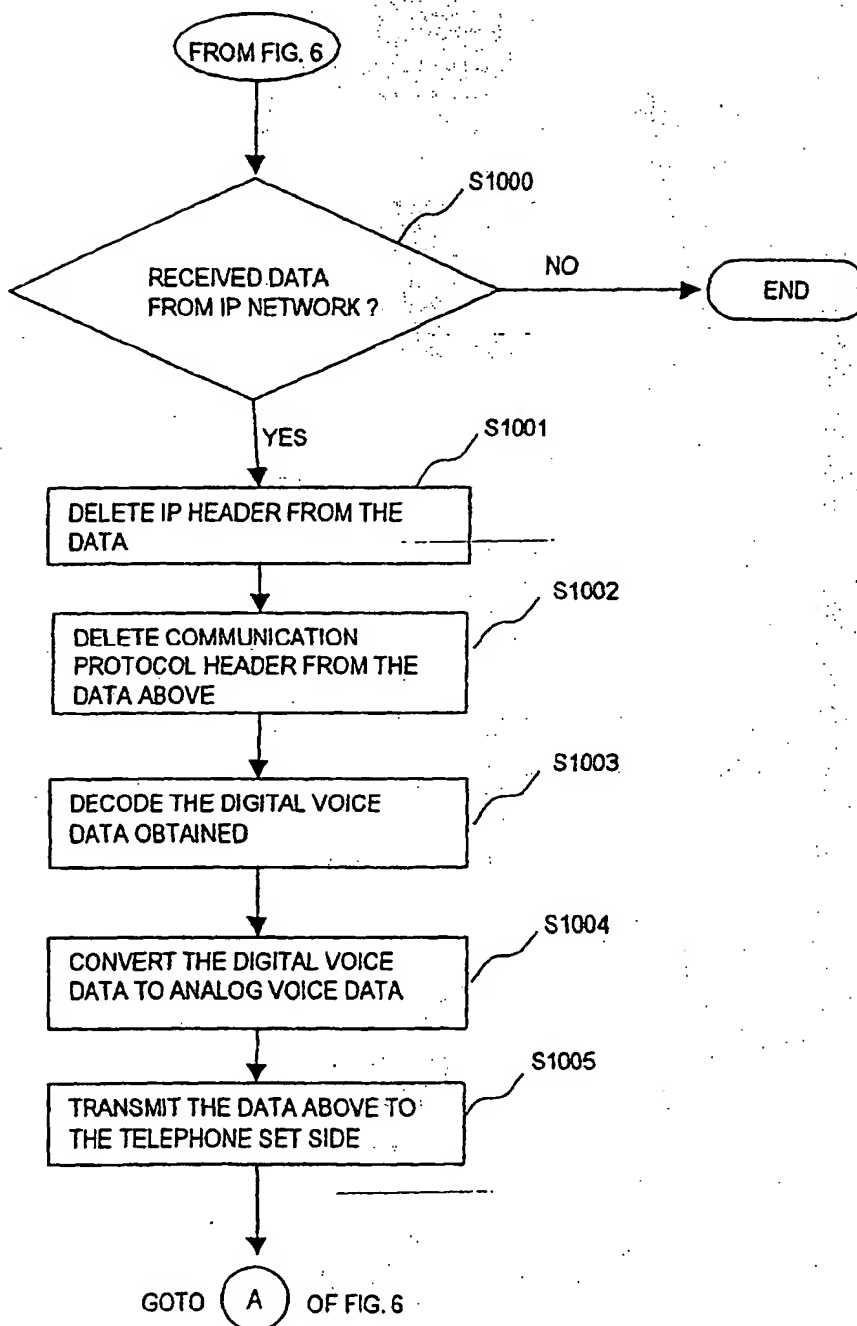 FROM FIG. 6
S1000
RECEIVED DATA
FROM IP NETWORK ?
NO
END
YES
S1001
DELETE IP HEADER FROM THE
DATA
S1002
DELETE COMMUNICATION
PROTOCOL HEADER FROM THE
DATA ABOVE
S1003
DECODE THE DIGITAL VOICE
DATA OBTAINED
S1004
CONVERT THE DIGITAL VOICE
DATA TO ANALOG VOICE DATA
S1005
TRANSMIT THE DATA ABOVE TO
THE TELEPHONE SET SIDE
GOTO A OF FIG. 6